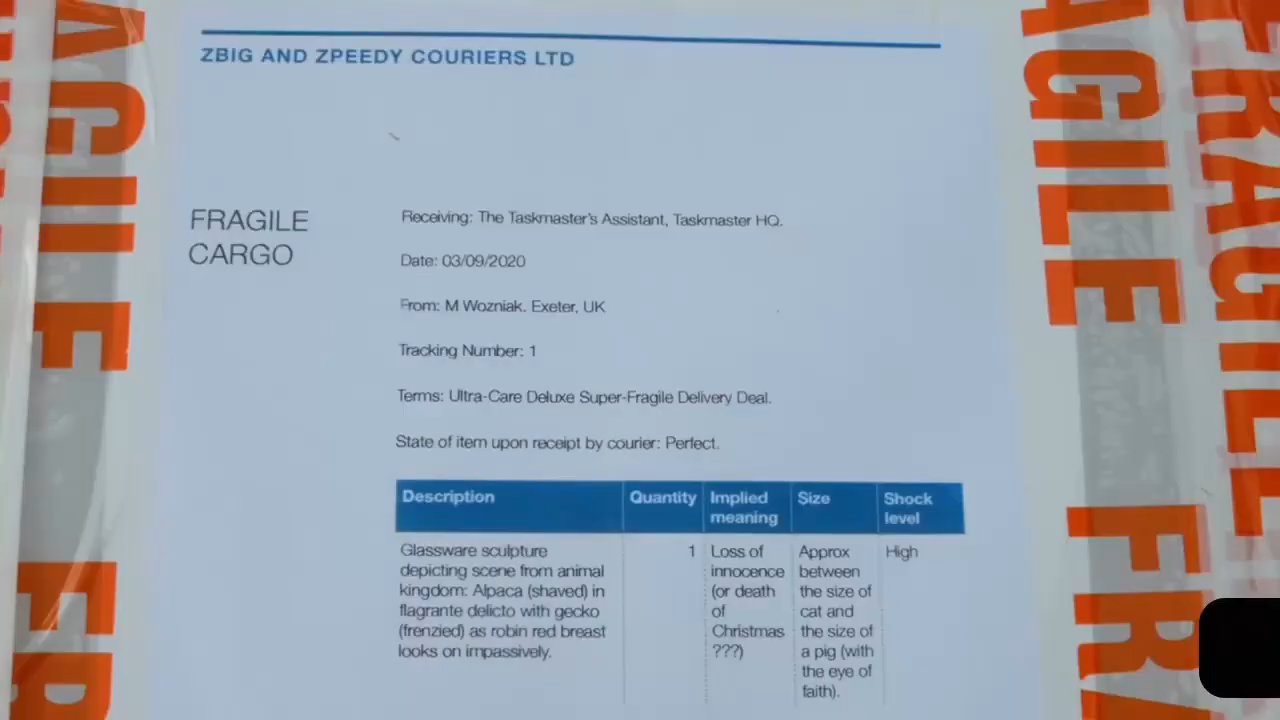 ZBIG AND ZPEEDY COURIERS LTD
FRAGILE
CARGO
Receiving: The Taskmaster's Assistant, Taskmaster HQ.
Date: 03/09/2020
From: M Wozniak. Exeter, UK
Tracking Number: 1
Terms: Ultra-Care Deluxe Super-Fragile Delivery Deal.
State of item upon receipt by courier: Perfect.
Description
Quantity
Implied
meaning
Size
Shock
level
Glassware sculpture
depicting scene from animal
kingdom: Alpaca (shaved) in
flagrante delicto with gecko
(frenzied) as robin red breast
looks on impassively.
1
Loss of
innocence
(or death
of
Christmas
???)
Approx
between
the size of
cat and
the size of
a pig (with
the eye of
faith).
High
AGILE
FR
AGILE
FRA
FRAGILE